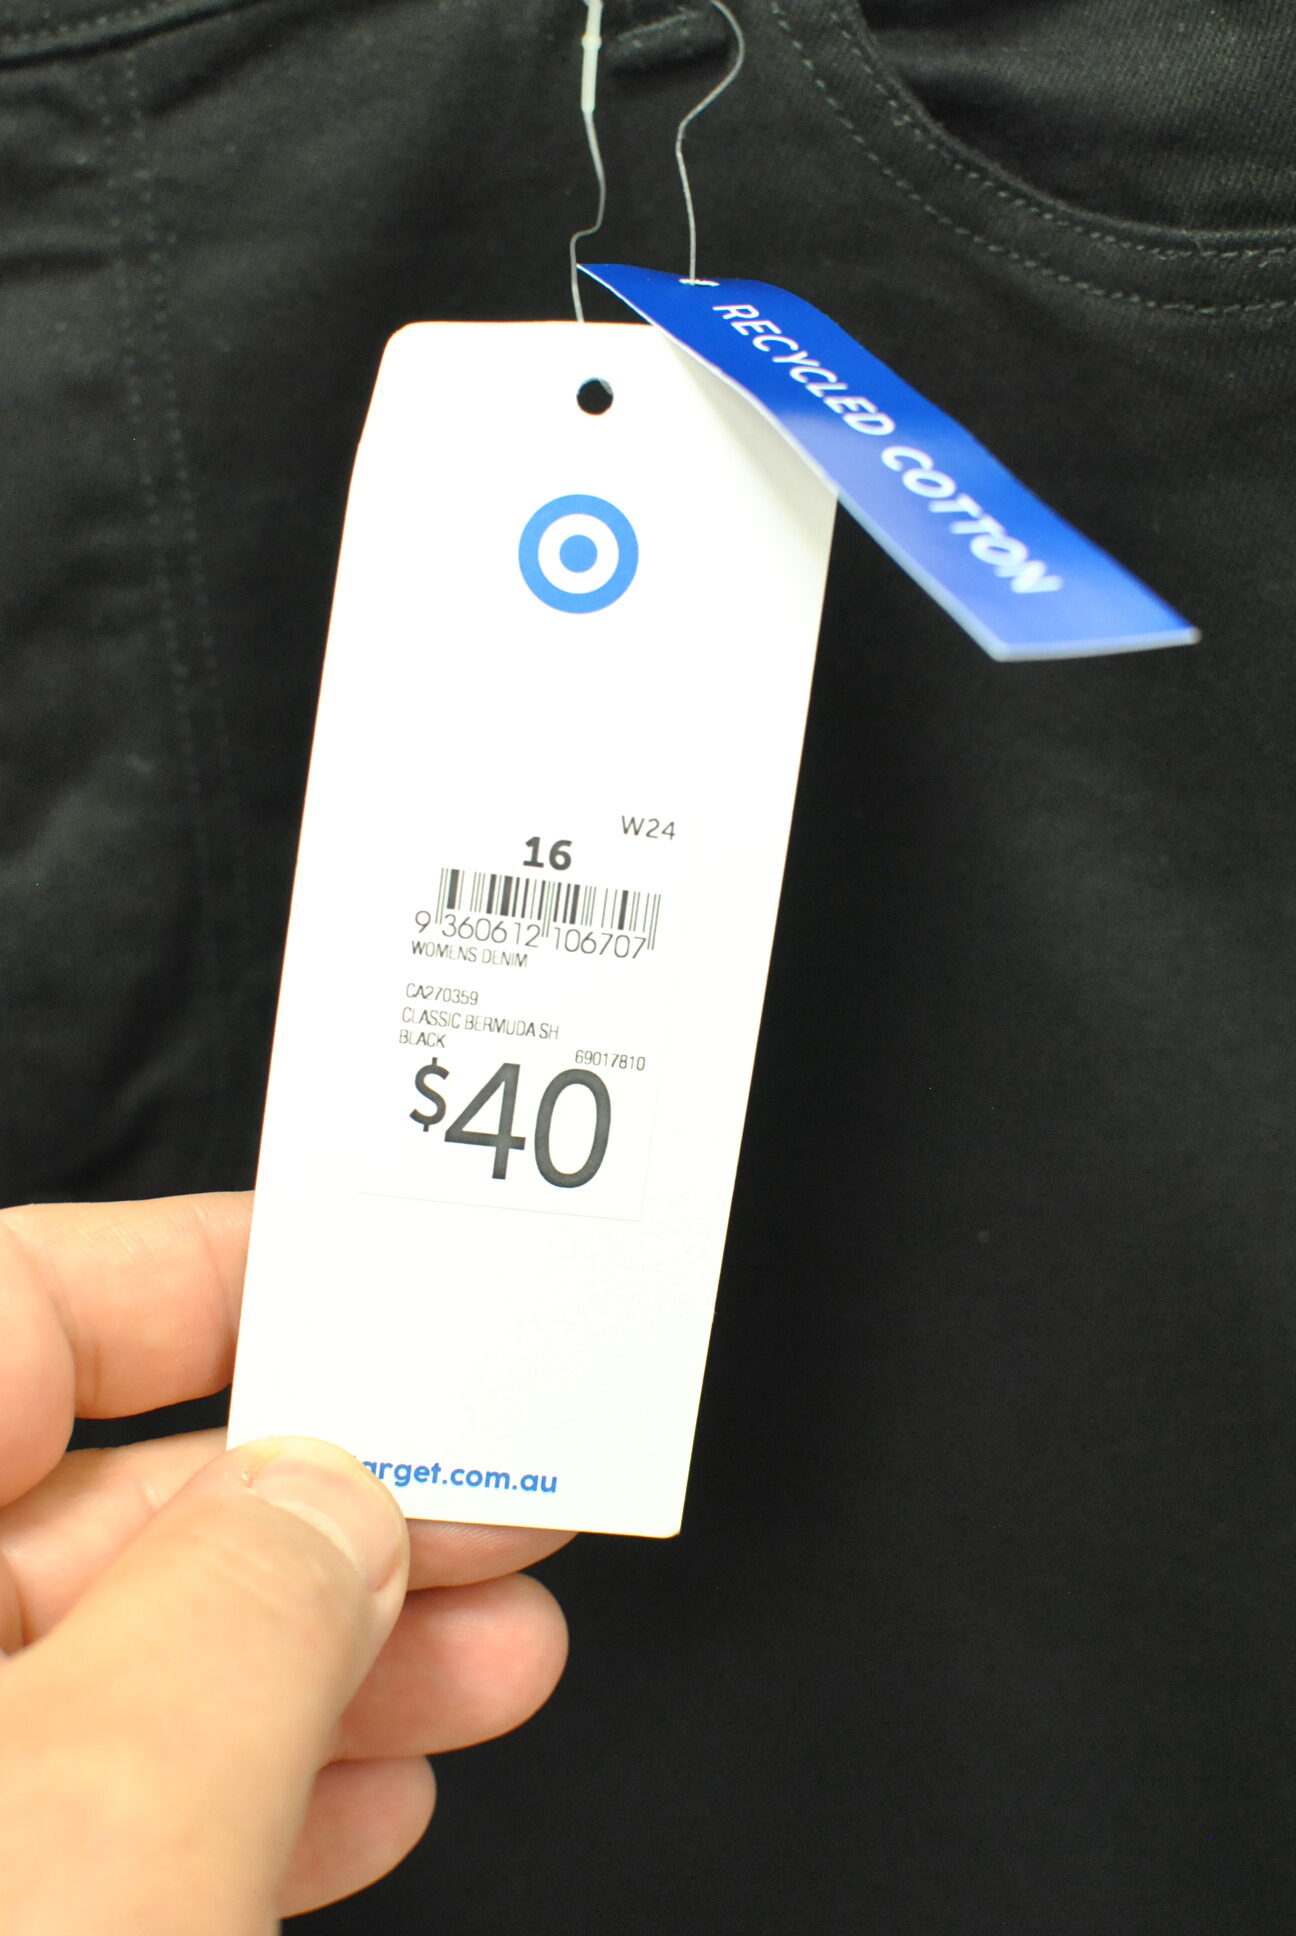 RECYCLED COTTON
W24
16
9 360612 106707
WOMENS DENIM
CA270359
CLASSIC BERMUDA SH
BLACK
69017810
$40
arget.com.au